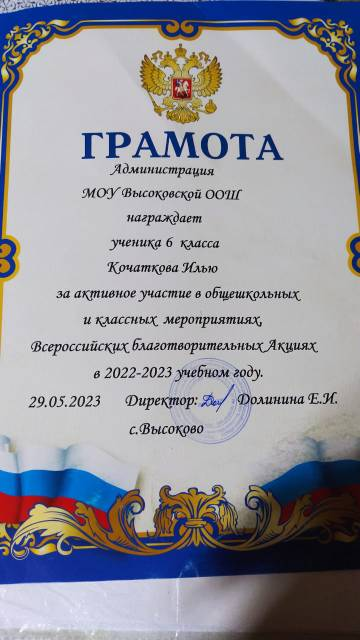 ГРАМОТА
Администрация
МОУ Высоковской ООШ
награждает
ученика 6 класса
Кочаткова Илью
за активное участие в общешкольных
и классных мероприятиях,
Всероссийских благотворительных Акциях
в 2022-2023 учебном году.
29.05.2023 Директор: Долинина Е.И.
с.Высоково